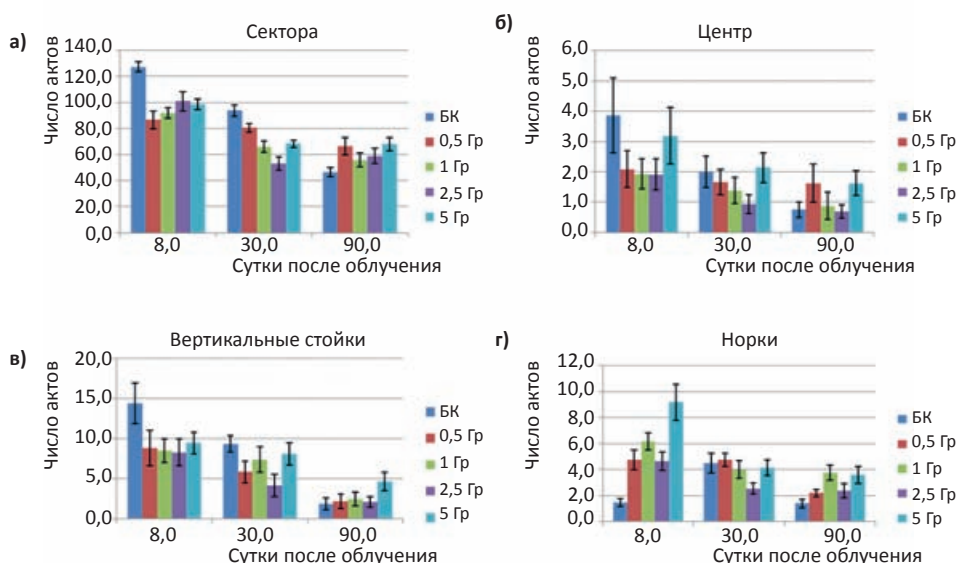 а)
Сектора
Число актов
140,0
120,0
100,0
80,0
60,0
40,0
20,0
0,0
8,0 30,0 90,0
Сутки после облучения
БК
0,5 Гр
1 Гр
2,5 Гр
5 Гр
б)
Центр
Число актов
6,0
5,0
4,0
3,0
2,0
1,0
0,0
8,0 30,0 90,0
Сутки после облучения
БК
0,5 Гр
1 Гр
2,5 Гр
5 Гр
в)
Вертикальные стойки
Число актов
20,0
15,0
10,0
5,0
0,0
8,0 30,0 90,0
Сутки после облучения
БК
0,5 Гр
1 Гр
2,5 Гр
5 Гр
г)
Норки
Число актов
12,0
10,0
8,0
6,0
4,0
2,0
0,0
8,0 30,0 90,0
Сутки после облучения
БК
0,5 Гр
1 Гр
2,5 Гр
5 Гр